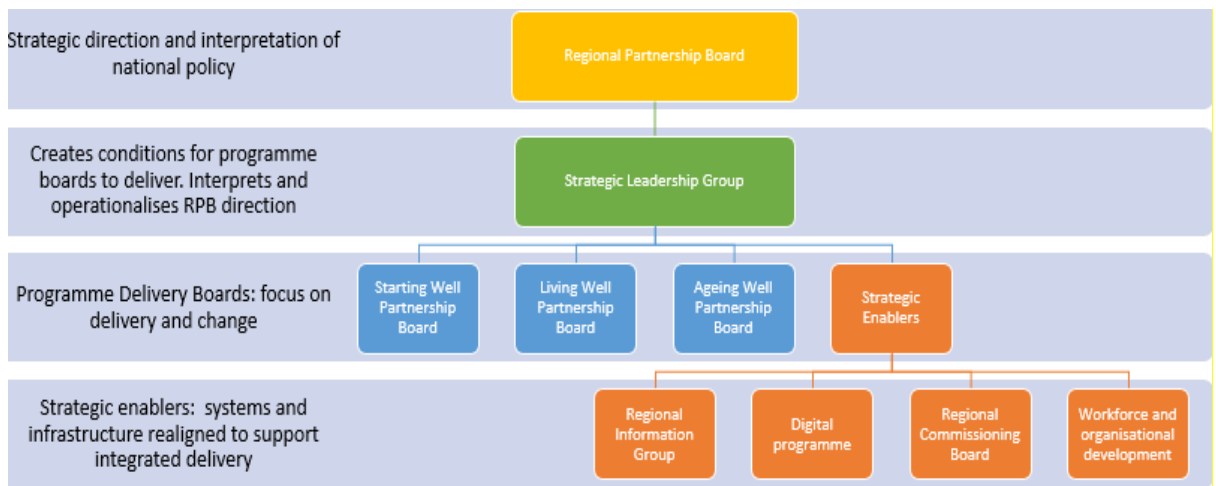 Strategic direction and interpretation of
national policy
Regional Partnership Board
Creates conditions for programme
boards to deliver. Interprets and
operationalises RPB direction
Strategic Leadership Group
Programme Delivery Boards: focus on
delivery and change
Starting Well
Partnership
Board
Living Well
Partnership
Board
Ageing Well
Partnership
Board
Strategic
Enablers
Strategic enablers: systems and
infrastructure realigned to support
integrated delivery
Regional
Information
Group
Digital
programme
Regional
Commissioning
Board
Workforce and
organisational
development